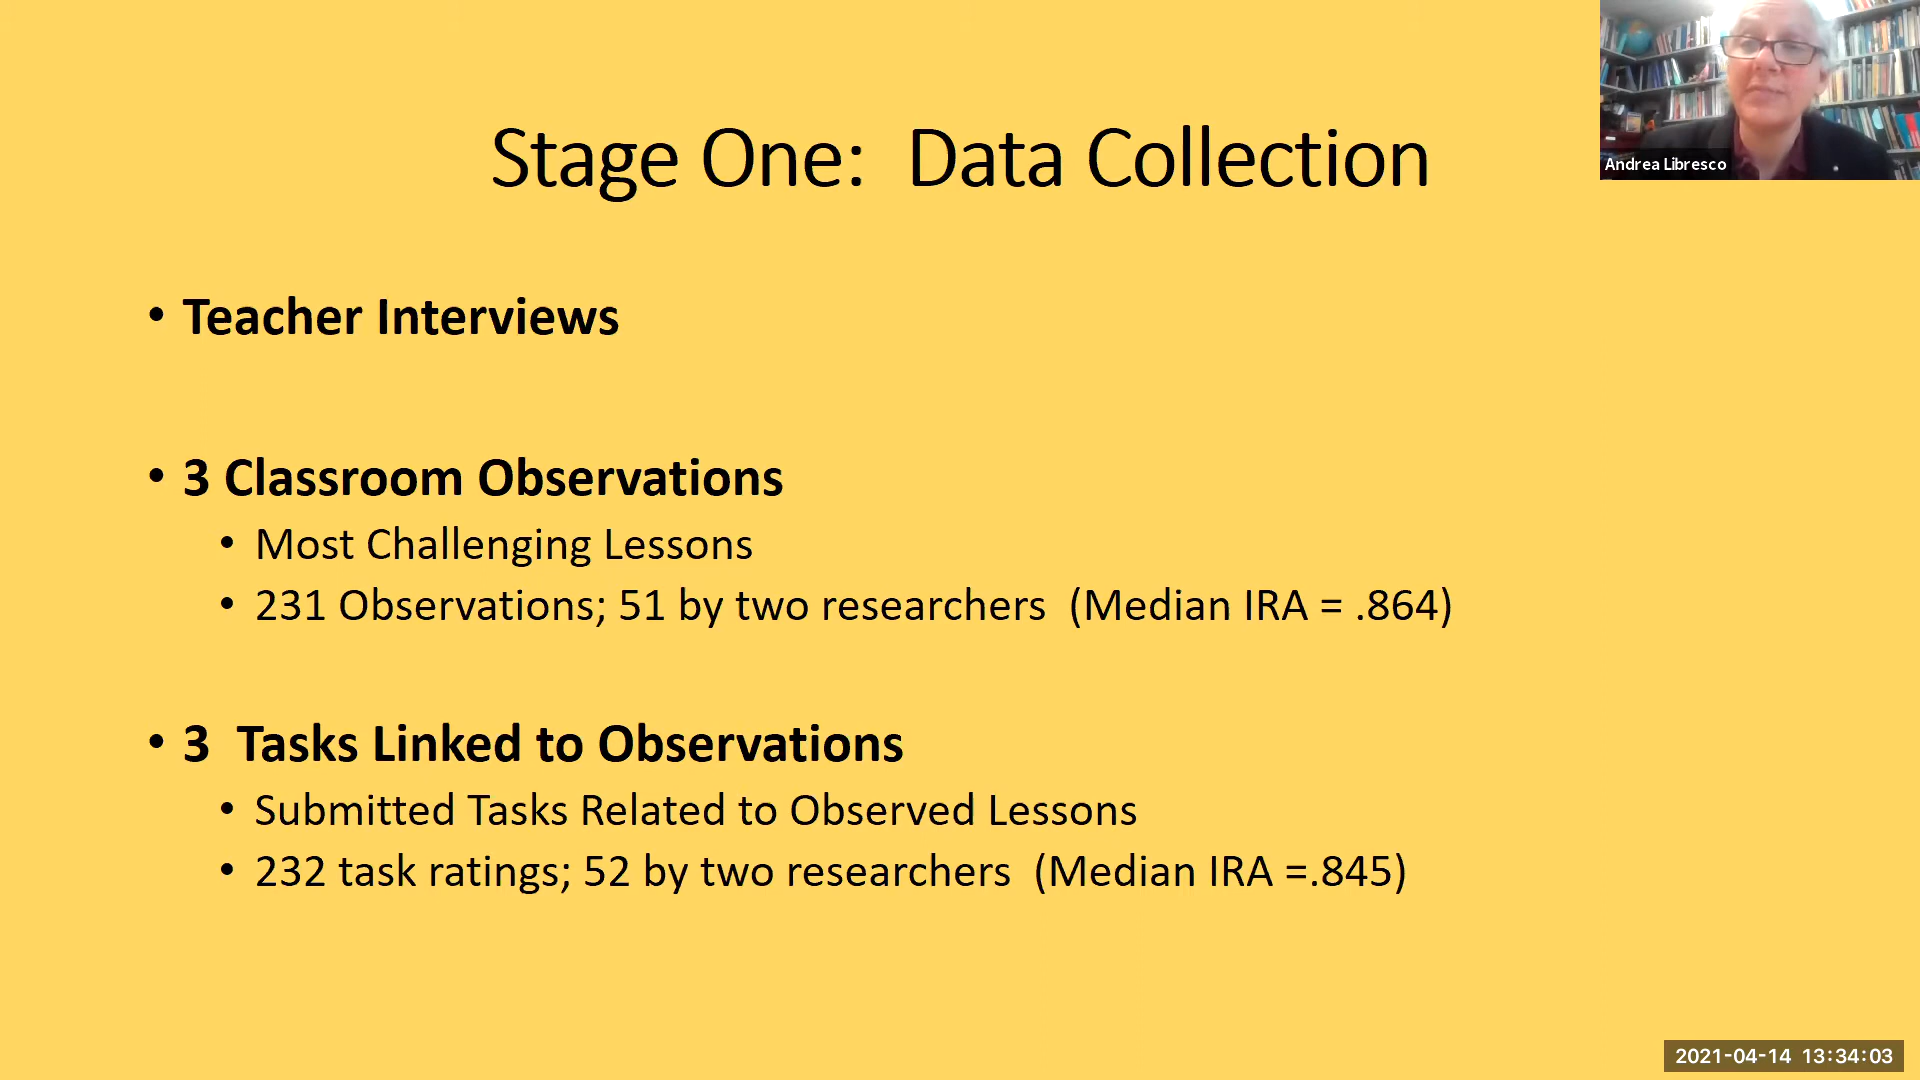 Stage One:  Data Collection
Andrea Libresco
• Teacher Interviews
• 3 Classroom Observations
• Most Challenging Lessons
• 231 Observations; 51 by two researchers  (Median IRA = .864)
• 3  Tasks Linked to Observations
• Submitted Tasks Related to Observed Lessons
• 232 task ratings; 52 by two researchers  (Median IRA =.845)
2021-04-14  13:34:03